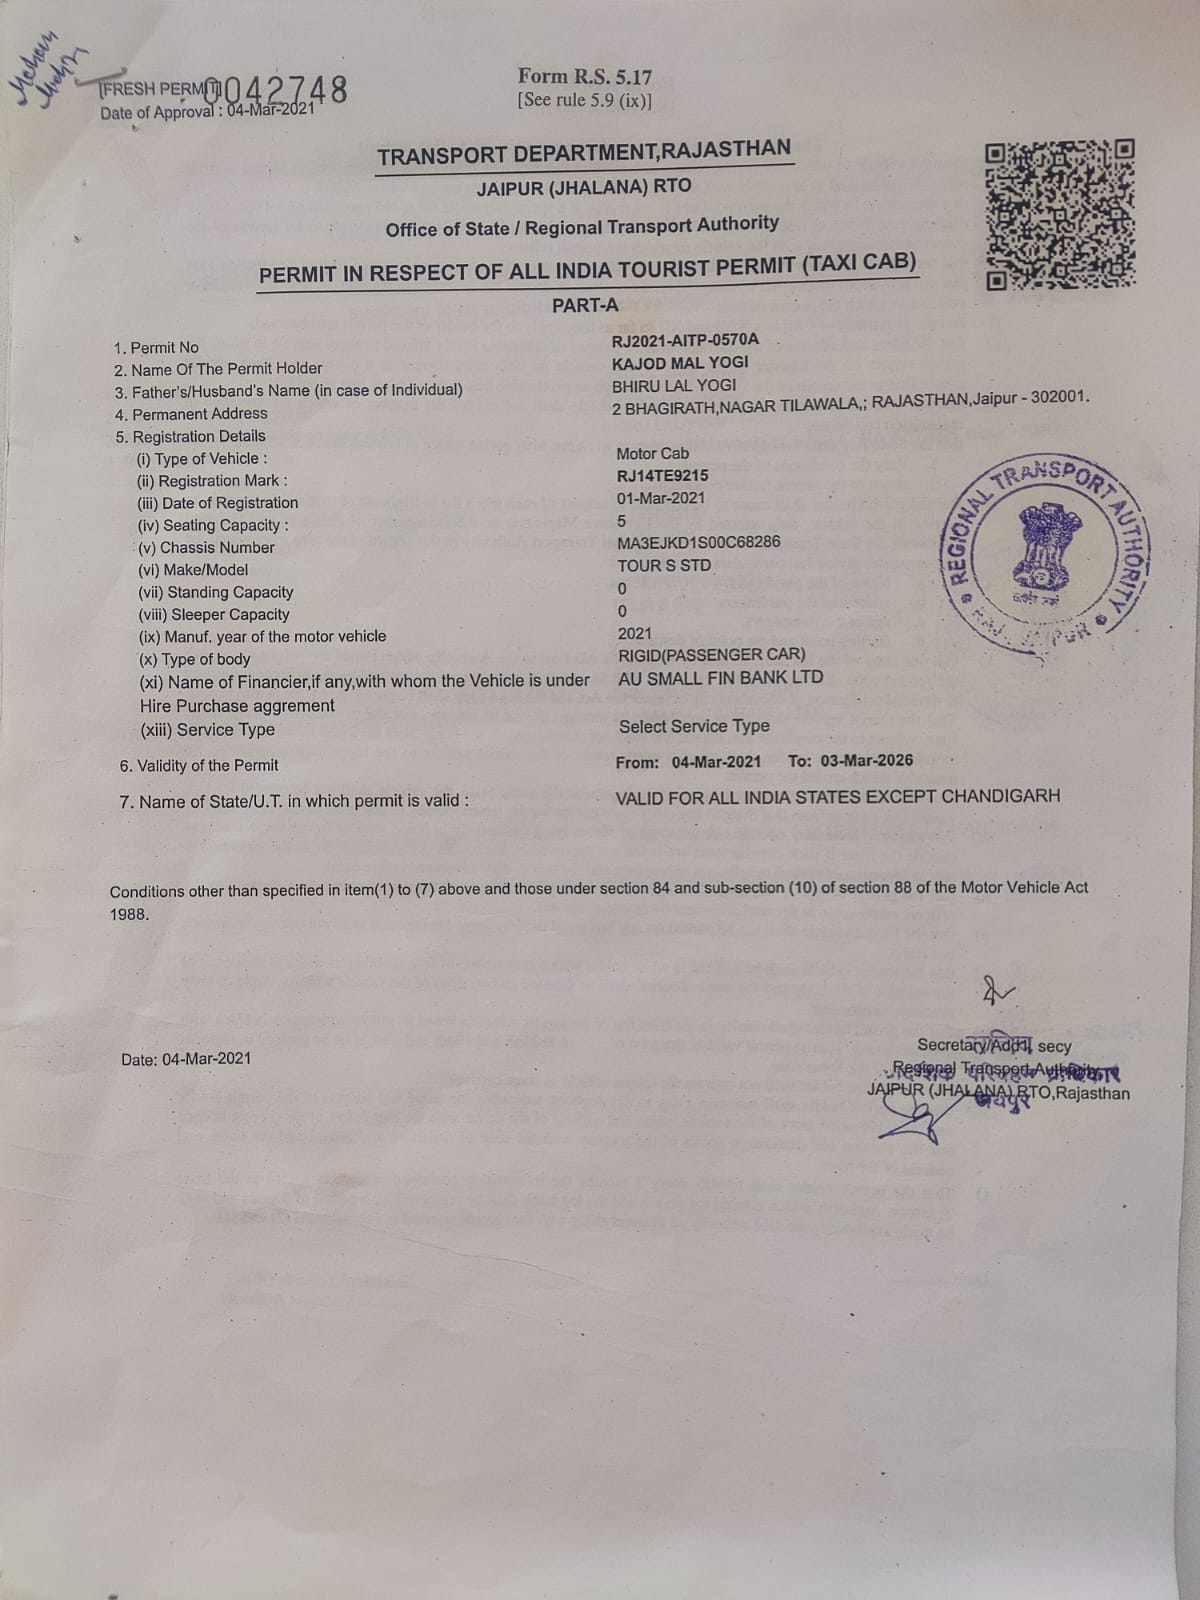 [FRESH PERMIT]
0042748
Date of Approval : 04-Mar-2021
Form R.S. 5.17
[See rule 5.9 (ix)]
TRANSPORT DEPARTMENT,RAJASTHAN
JAIPUR (JHALANA) RTO
Office of State / Regional Transport Authority
PERMIT IN RESPECT OF ALL INDIA TOURIST PERMIT (TAXI CAB)
PART-A
1. Permit No RJ2021-AITP-0570A
2. Name Of The Permit Holder KAJOD MAL YOGI
3. Father's/Husband's Name (in case of Individual) BHIRU LAL YOGI
4. Permanent Address 2 BHAGIRATH,NAGAR TILAWALA,; RAJASTHAN,Jaipur - 302001.
5. Registration Details
(i) Type of Vehicle : Motor Cab
(ii) Registration Mark : RJ14TE9215
(iii) Date of Registration 01-Mar-2021
(iv) Seating Capacity : 5
(v) Chassis Number MA3EJKD1S00C68286
(vi) Make/Model TOUR S STD
(vii) Standing Capacity 0
(viii) Sleeper Capacity 0
(ix) Manuf. year of the motor vehicle 2021
(x) Type of body RIGID(PASSENGER CAR)
(xi) Name of Financier,if any,with whom the Vehicle is under AU SMALL FIN BANK LTD
Hire Purchase aggrement
(xiii) Service Type Select Service Type
6. Validity of the Permit From: 04-Mar-2021 To: 03-Mar-2026
7. Name of State/U.T. in which permit is valid : VALID FOR ALL INDIA STATES EXCEPT CHANDIGARH
REGIONAL TRANSPORT AUTHORITY
JAIPUR
Conditions other than specified in item(1) to (7) above and those under section 84 and sub-section (10) of section 88 of the Motor Vehicle Act
1988.
Date: 04-Mar-2021
Secretary/Addnl, secy
Regional Transport Authority
परिवहन प्राधिकार
JAIPUR (JHALANA) RTO,Rajasthan
जयपुर